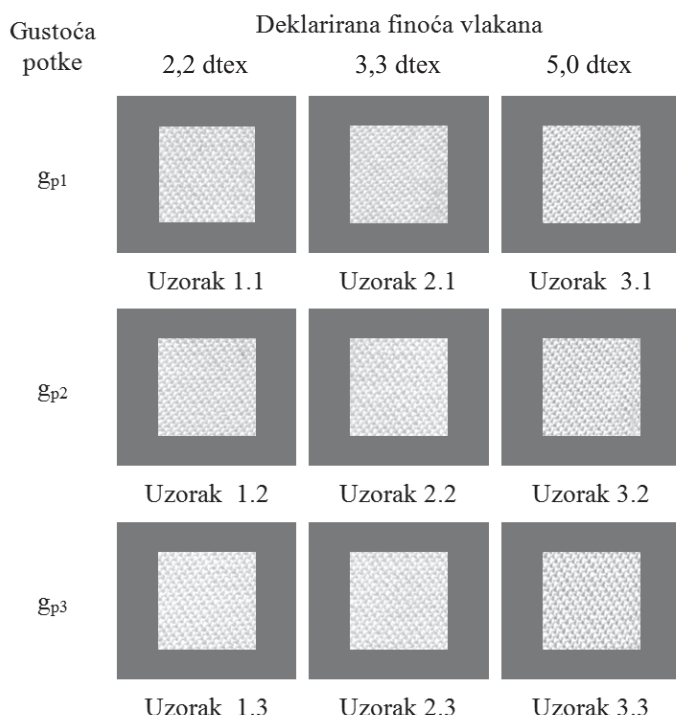 Gustoća potke
Deklarirana finoća vlakana
2,2 dtex 3,3 dtex 5,0 dtex
gp1
Uzorak 1.1 Uzorak 2.1 Uzorak 3.1
gp2
Uzorak 1.2 Uzorak 2.2 Uzorak 3.2
gp3
Uzorak 1.3 Uzorak 2.3 Uzorak 3.3